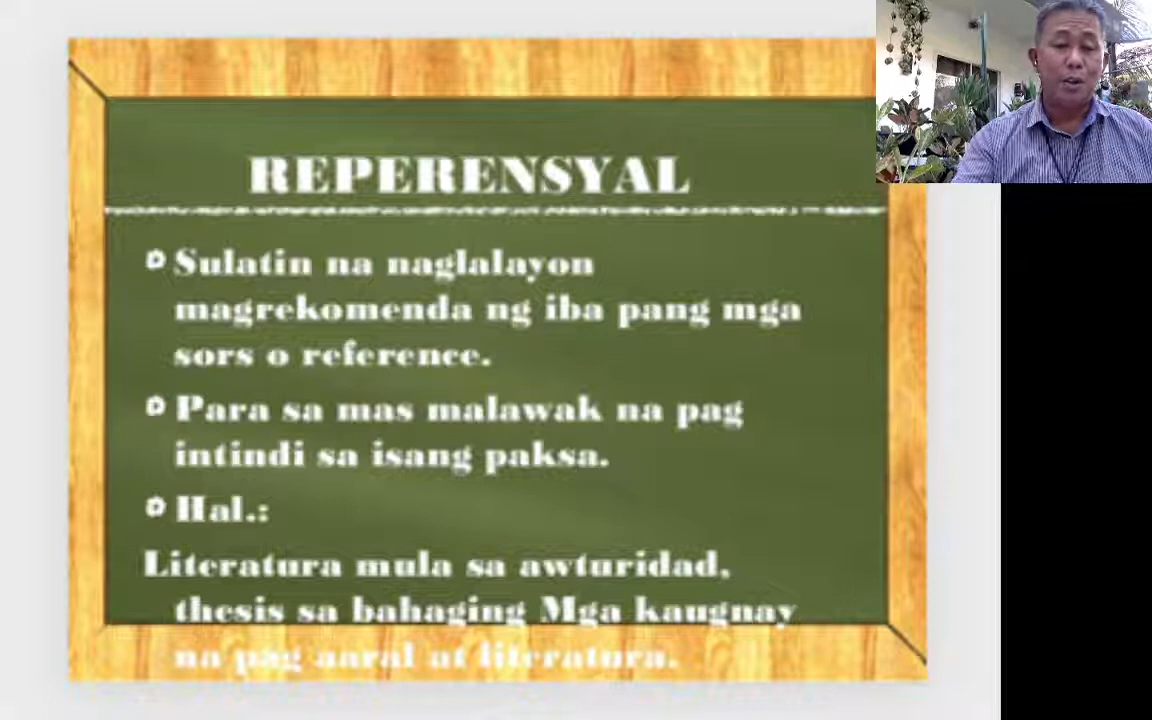 REPERENSYAL
Sulatin na naglalayon
magrekomenda ng iba pang mga
sors o reference.
Para sa mas malawak na pag
intindi sa isang paksa.
Hal.:
Literatura mula sa awturidad,
thesis sa bahaging Mga kaugnay
na pag aaral at literatura.